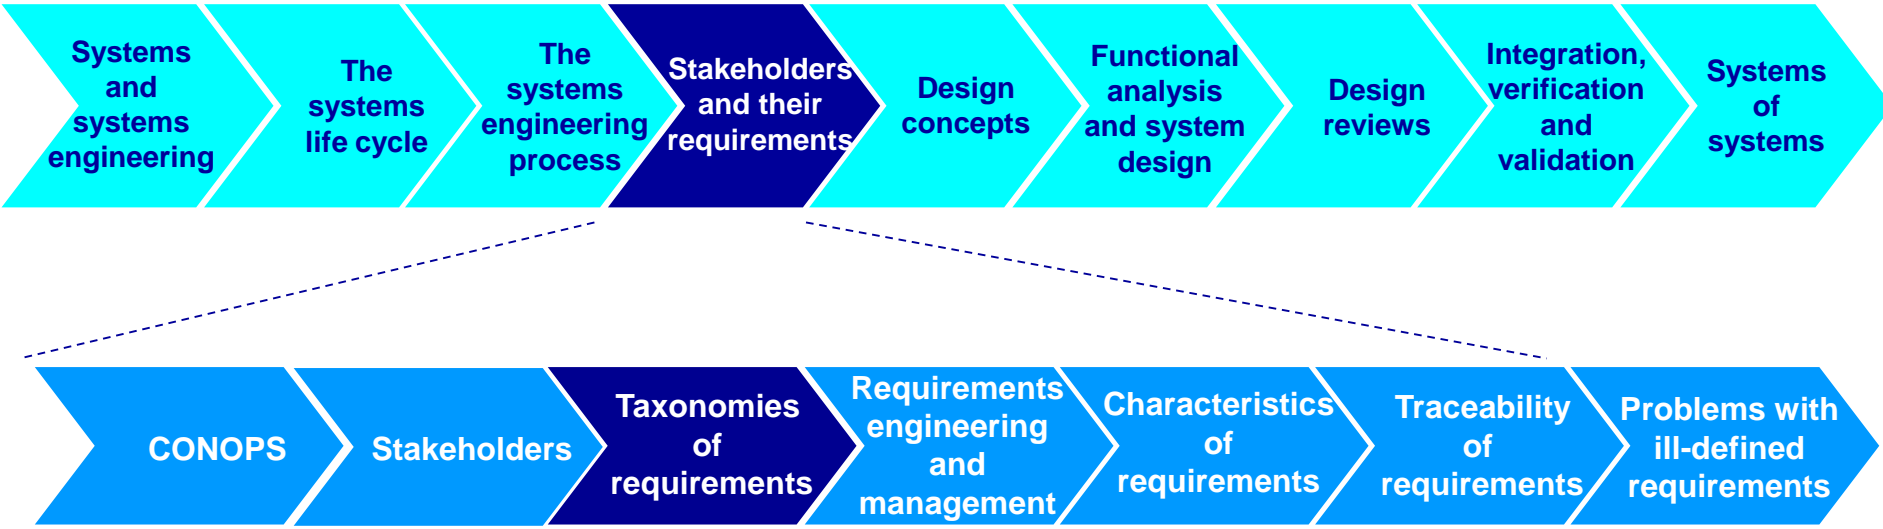 Systems
and
systems
engineering
The
systems
life cycle
The
systems
engineering
process
Stakeholders
and their
requirements
Design
concepts
Functional
analysis
and system
design
Design
reviews
Integration,
verification
and
validation
Systems
of
systems
CONOPS
Stakeholders
Taxonomies
of
requirements
Requirements
engineering
and
management
Characteristics
of
requirements
Traceability
of
requirements
Problems with
ill-defined
requirements